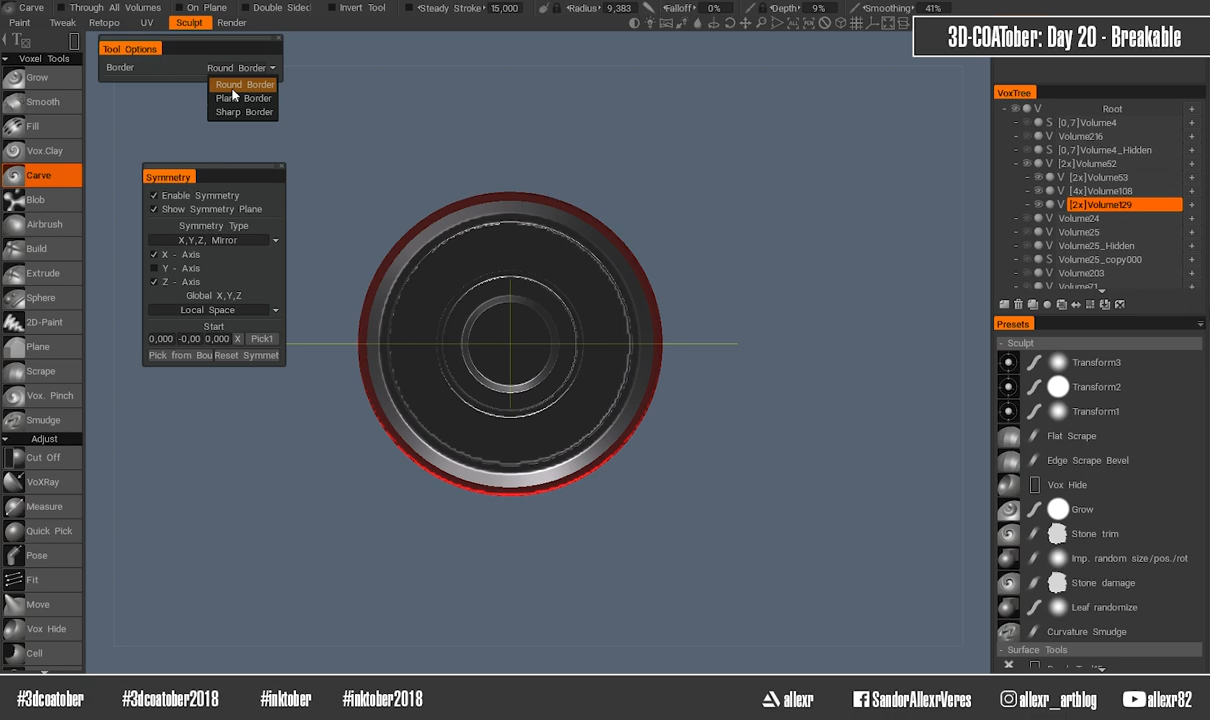 Carve Through All Volumes On Plane Double Sided Invert Tool Steady Stroke 15,000 Radius 9,383 Falloff 0% Depth 9% Smoothing 41%
Paint Tweak Retopo UV Sculpt Render
3D-COATober: Day 20 - Breakable
Tool Options
Border Round Border
Round Border
Plane Border
Sharp Border
Voxel Tools
Grow
Smooth
Fill
Vox.Clay
Carve
Blob
Airbrush
Build
Extrude
Sphere
2D-Paint
Plane
Scrape
Vox. Pinch
Smudge
Adjust
Cut Off
VoXRay
Measure
Quick Pick
Pose
Fit
Move
Vox Hide
Cell
Symmetry
Enable Symmetry
Show Symmetry Plane
Symmetry Type
X,Y,Z, Mirror
X - Axis
Y - Axis
Z - Axis
Global X,Y,Z
Local Space
Start
0,000 -0,00 0,000 X Pick1
Pick from Bou Reset Symmet
VoxTree
V Root +
S [0,7]Volume4 +
V Volume216 +
S [0,7]Volume4_Hidden +
V [2x]Volume52 +
V [2x]Volume53 +
V [4x]Volume108 +
V [2x]Volume129 +
V Volume24 +
V Volume25 +
V Volume25_Hidden +
S Volume25_copy000 +
V Volume203 +
V Volume71 +
Presets
- Sculpt
Transform3
Transform2
Transform1
Flat Scrape
Edge Scrape Bevel
Vox Hide
Grow
Stone trim
Imp. random size/pos./rot
Stone damage
Leaf randomize
Curvature Smudge
- Surface Tools
#3dcoatober #3dcoatober2018 #inktober #inktober2018 allexr SandorAllexrVeres allexr_artblog allexr82